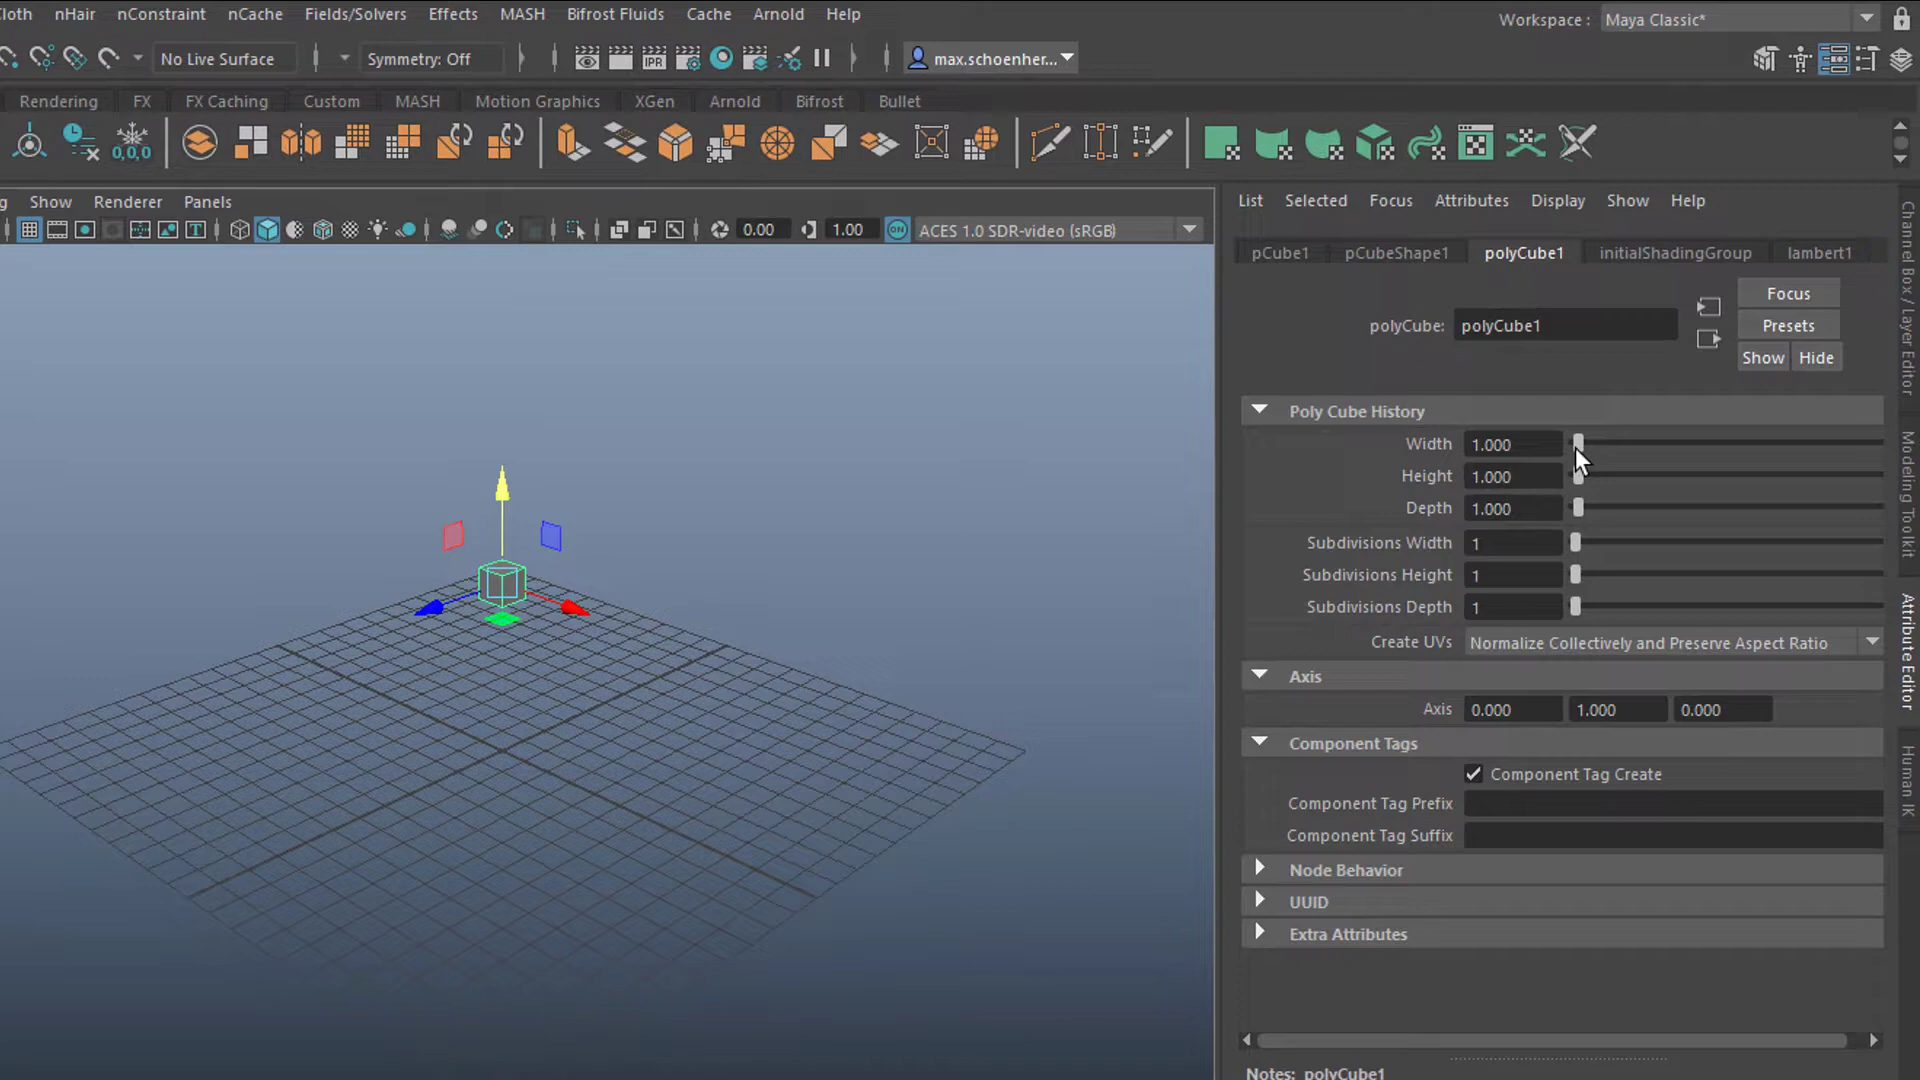 Cloth nHair nConstraint nCache Fields/Solvers Effects MASH Bifrost Fluids Cache Arnold Help
Workspace : Maya Classic*
No Live Surface Symmetry: Off IPR max.schoenher...
Rendering FX FX Caching Custom MASH Motion Graphics XGen Arnold Bifrost Bullet
0,0,0
g Show Renderer Panels
T 0.00 1.00 ON ACES 1.0 SDR-video (sRGB)
List Selected Focus Attributes Display Show Help
pCube1 pCubeShape1 polyCube1 initialShadingGroup lambert1
Focus
polyCube: polyCube1 Presets
Show Hide
Poly Cube History
Width 1.000
Height 1.000
Depth 1.000
Subdivisions Width 1
Subdivisions Height 1
Subdivisions Depth 1
Create UVs Normalize Collectively and Preserve Aspect Ratio
Axis
Axis 0.000 1.000 0.000
Component Tags
Component Tag Create
Component Tag Prefix
Component Tag Suffix
Node Behavior
UUID
Extra Attributes
Notes: polyCube1
Channel Box / Layer Editor
Modeling Toolkit
Attribute Editor
Human IK